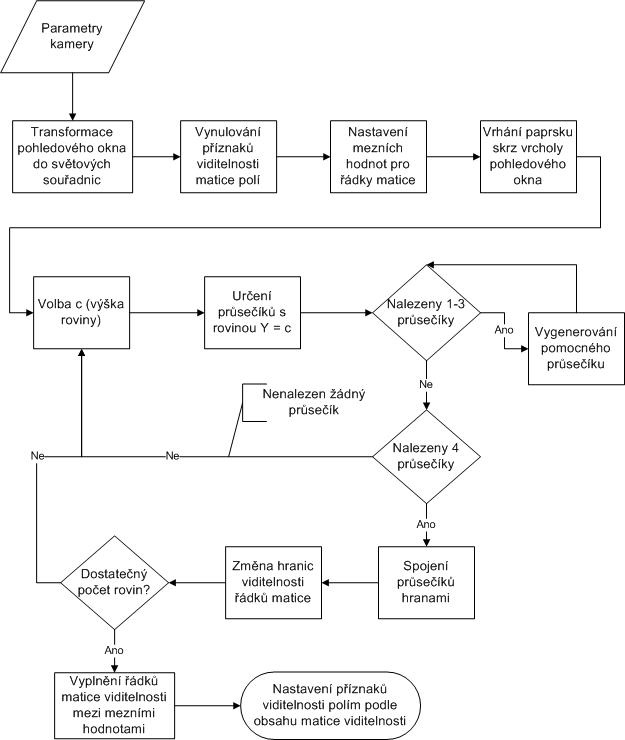 Parametry
kamery
Transformace
pohledového okna
do světových
souřadnic
Vynulování
příznaků
viditelnosti
matice polí
Nastavení
mezních
hodnot pro
řádky matice
Vrhání paprsku
skrz vrcholy
pohledového
okna
Volba c (výška
roviny)
Určení
průsečíků s
rovinou Y = c
Nalezeny 1-3
průsečíky
Ano
Vygenerování
pomocného
průsečíku
Ne
Nenalezen žádný
průsečík
Nalezeny 4
průsečíky
Ne
Ne
Ano
Spojení
průsečíků
hranami
Změna hranic
viditelnosti
řádků matice
Dostatečný
počet rovin?
Ano
Vyplnění řádků
matice viditelnosti
mezi mezními
hodnotami
Nastavení příznaků
viditelnosti polím podle
obsahu matice viditelnosti